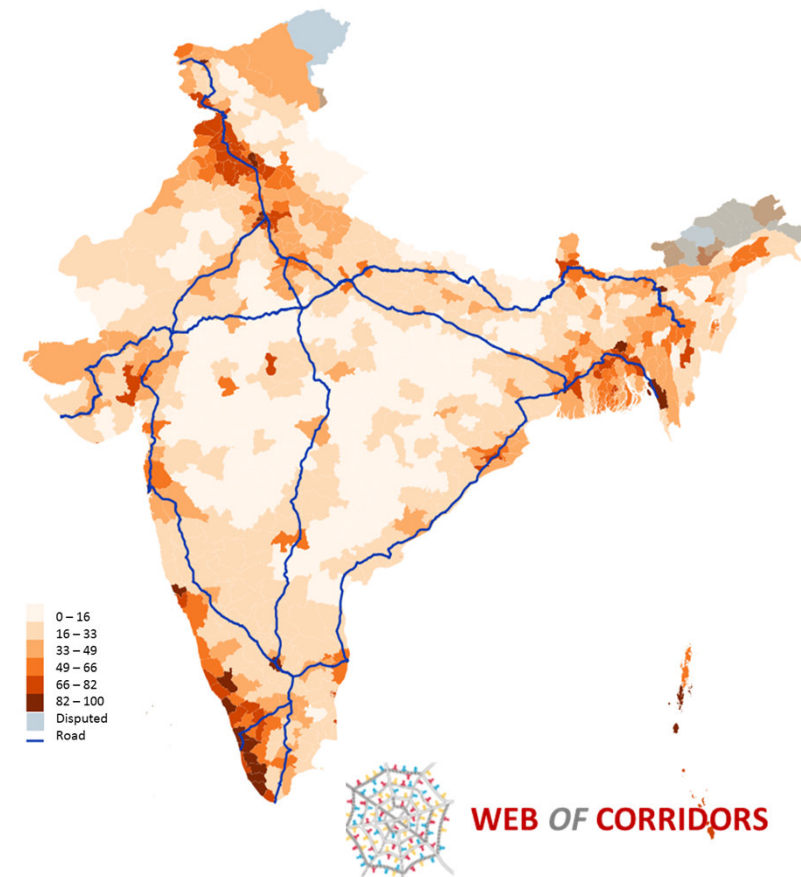 0 – 16
16 – 33
33 – 49
49 – 66
66 – 82
82 – 100
Disputed
Road
WEB OF CORRIDORS